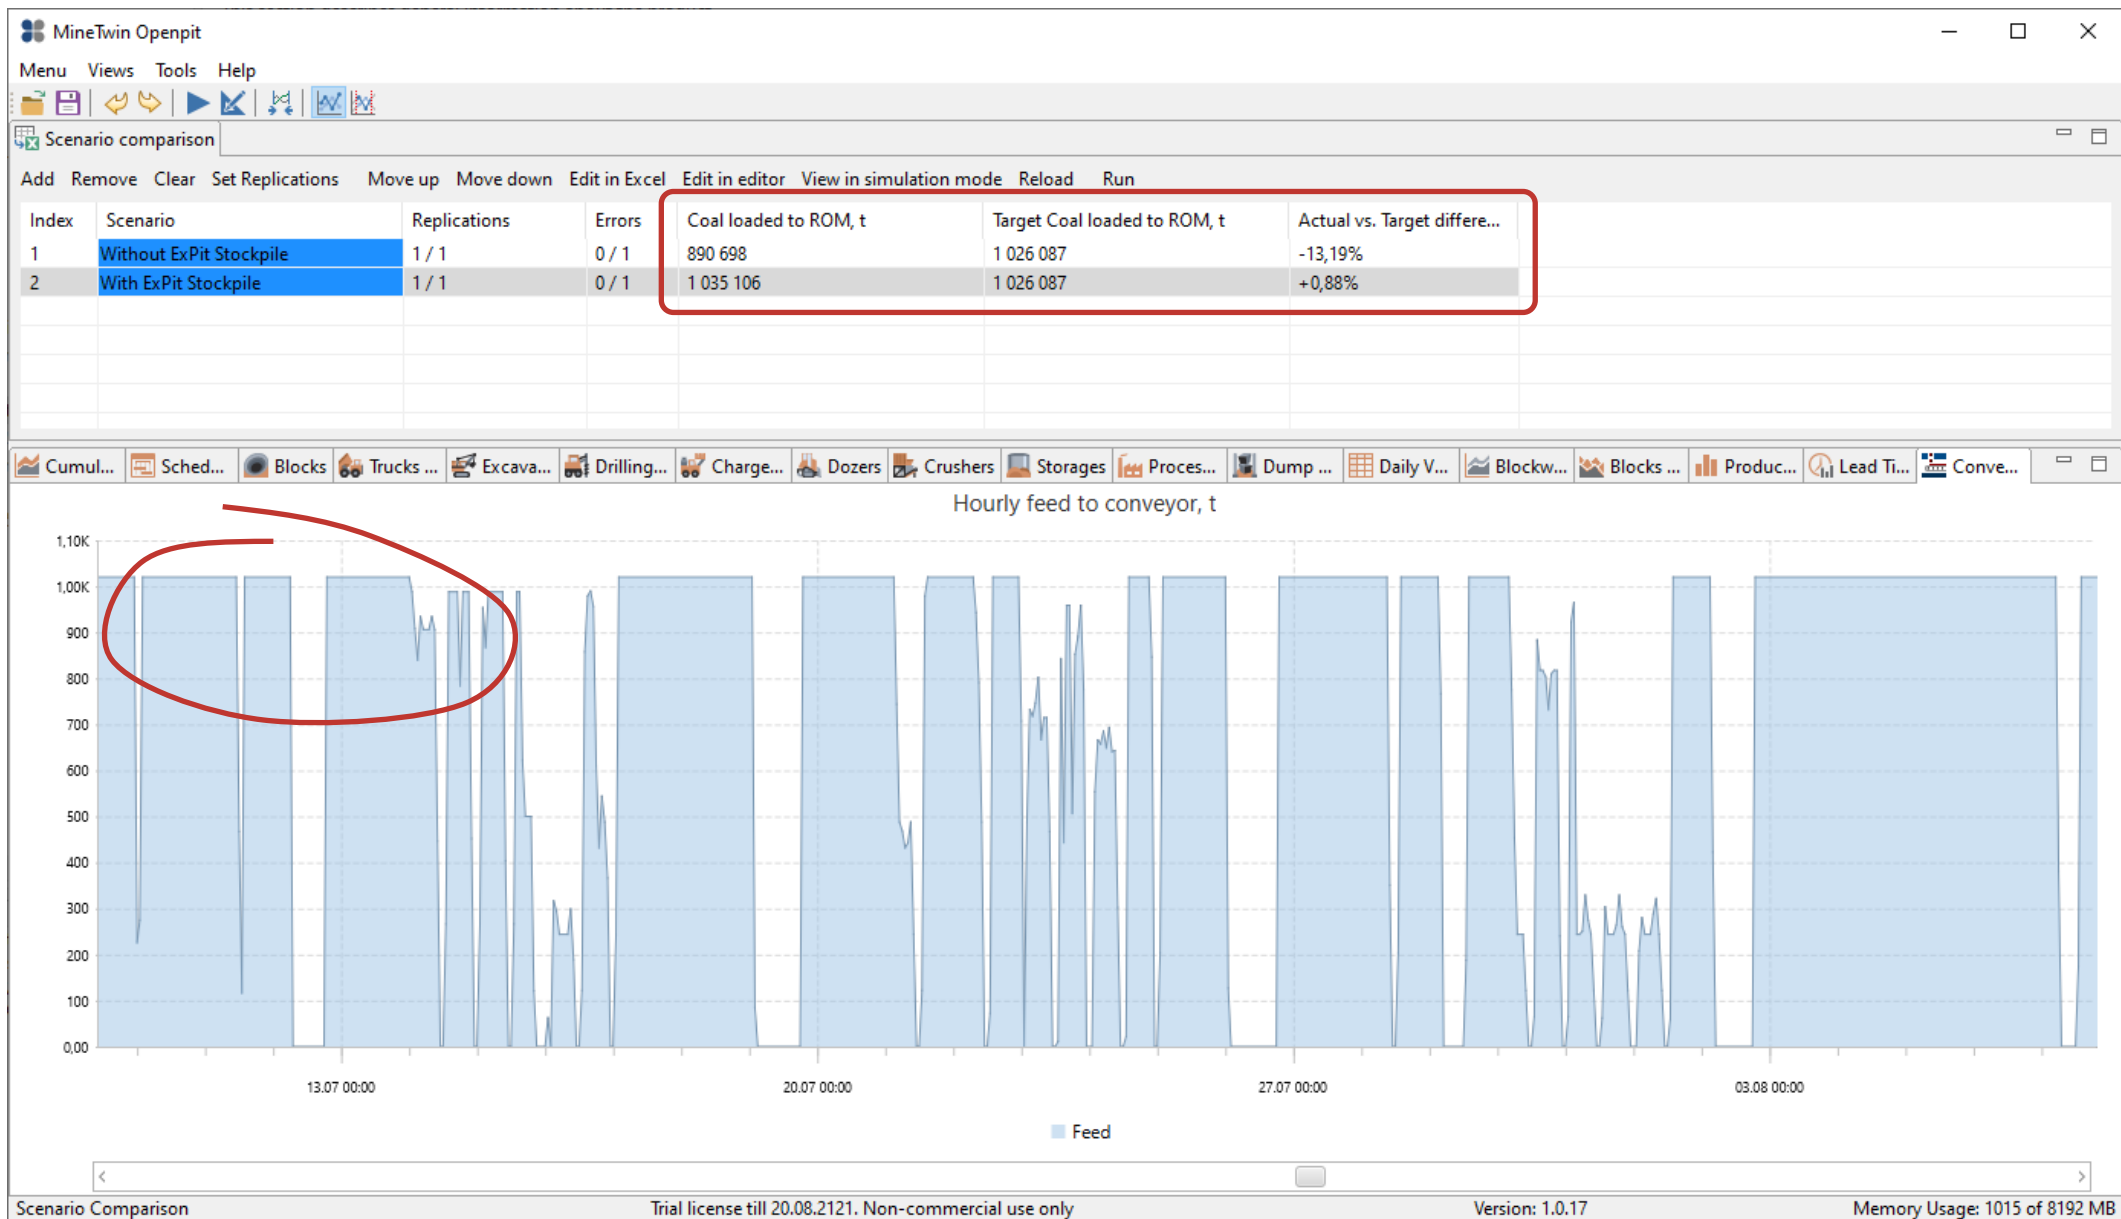 MineTwin Openpit
Menu Views Tools Help
Scenario comparison
Add Remove Clear Set Replications Move up Move down Edit in Excel Edit in editor View in simulation mode Reload Run
Index Scenario Replications Errors Coal loaded to ROM, t Target Coal loaded to ROM, t Actual vs. Target differe...
1 Without ExPit Stockpile 1 / 1 0 / 1 890 698 1 026 087 -13,19%
2 With ExPit Stockpile 1 / 1 0 / 1 1 035 106 1 026 087 +0,88%
Cumul... Sched... Blocks Trucks ... Excava... Drilling... Charge... Dozers Crushers Storages Proces... Dump ... Daily V... Blockw... Blocks ... Produc... Lead Ti... Conve...
Hourly feed to conveyor, t
1,10K
1,00K
900
800
700
600
500
400
300
200
100
0,00
13.07 00:00 20.07 00:00 27.07 00:00 03.08 00:00
Feed
Scenario Comparison Trial license till 20.08.2121. Non-commercial use only Version: 1.0.17 Memory Usage: 1015 of 8192 MB